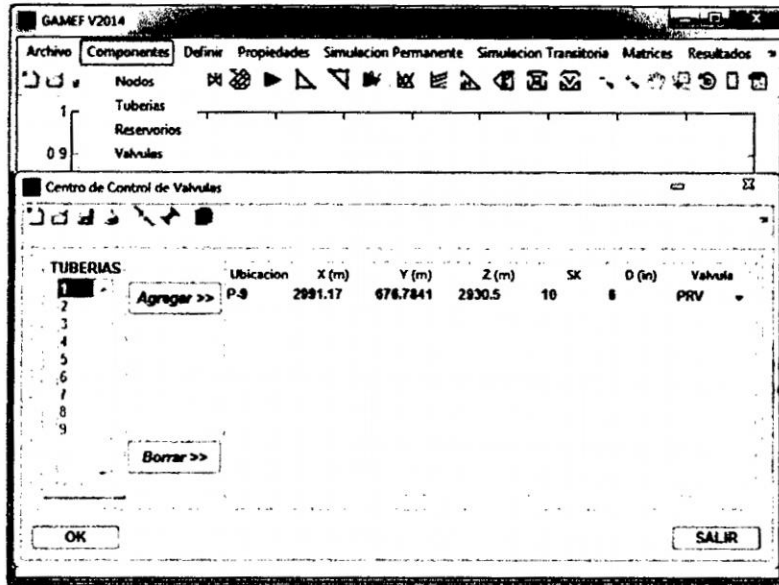 GAMEF V2014
Archivo Componentes Definir Propiedades Simulacion Permanente Simulacion Transitoria Matrices Resultados
Nodos
Tuberias
Reservorios
Valvulas
1
0 9
Centro de Control de Valvulas
TUBERIAS
1
2
3
4
5
6
7
8
9
Agregar >>
Borrar >>
Ubicacion X (m) Y (m) Z (m) SK D (in) Valvula
P-9 2991.17 676.7841 2930.5 10 6 PRV
OK
SALIR